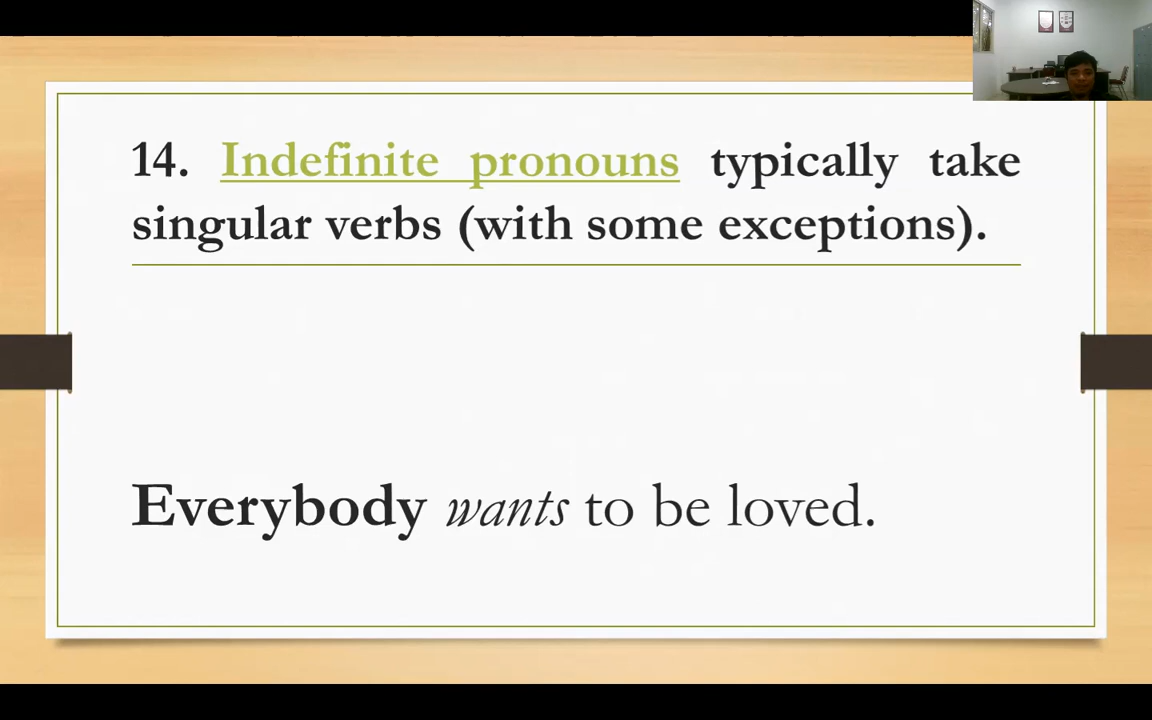 14. Indefinite pronouns typically take
singular verbs (with some exceptions).
Everybody wants to be loved.